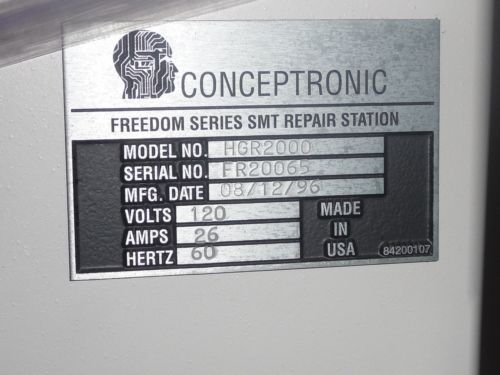 CONCEPTRONIC
FREEDOM SERIES SMT REPAIR STATION
MODEL NO. HGR2000
SERIAL NO. FR20065
MFG. DATE 08/12/96
VOLTS 120
AMPS 26
HERTZ 60
MADE
IN
USA
84200107